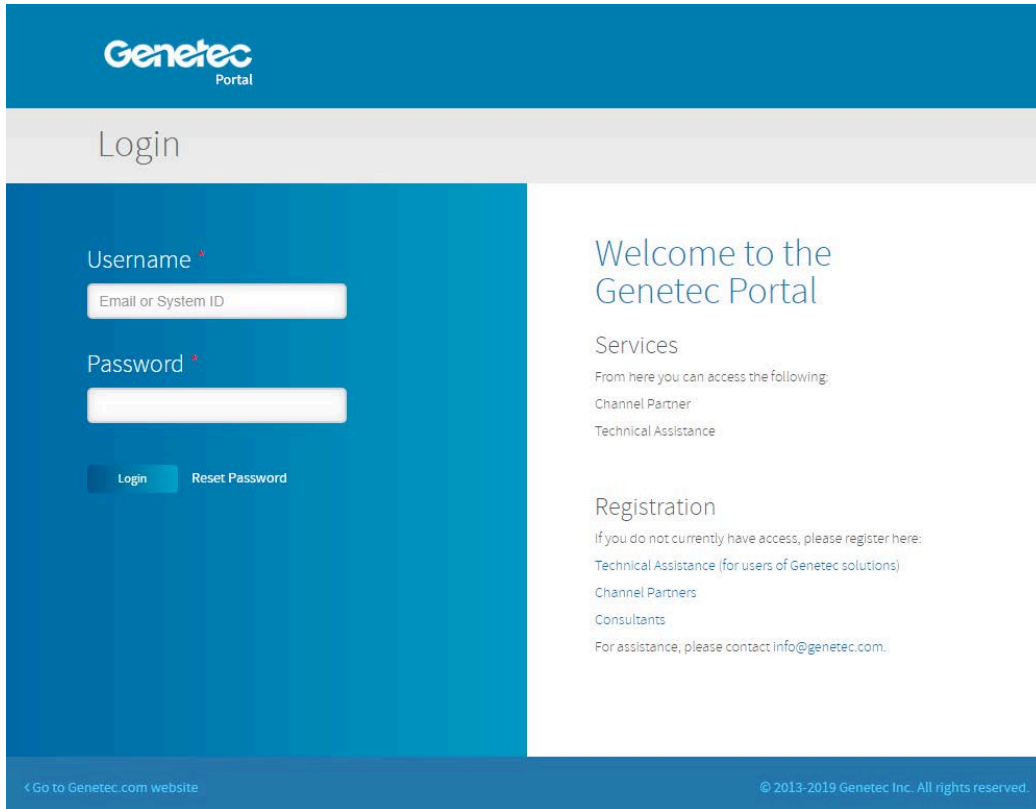 Genetec
Portal
Login
Username *
Email or System ID
Password *
Login Reset Password
Welcome to the
Genetec Portal
Services
From here you can access the following:
Channel Partner
Technical Assistance
Registration
If you do not currently have access, please register here:
Technical Assistance (for users of Genetec solutions)
Channel Partners
Consultants
For assistance, please contact info@genetec.com.
< Go to Genetec.com website
© 2013-2019 Genetec Inc. All rights reserved.